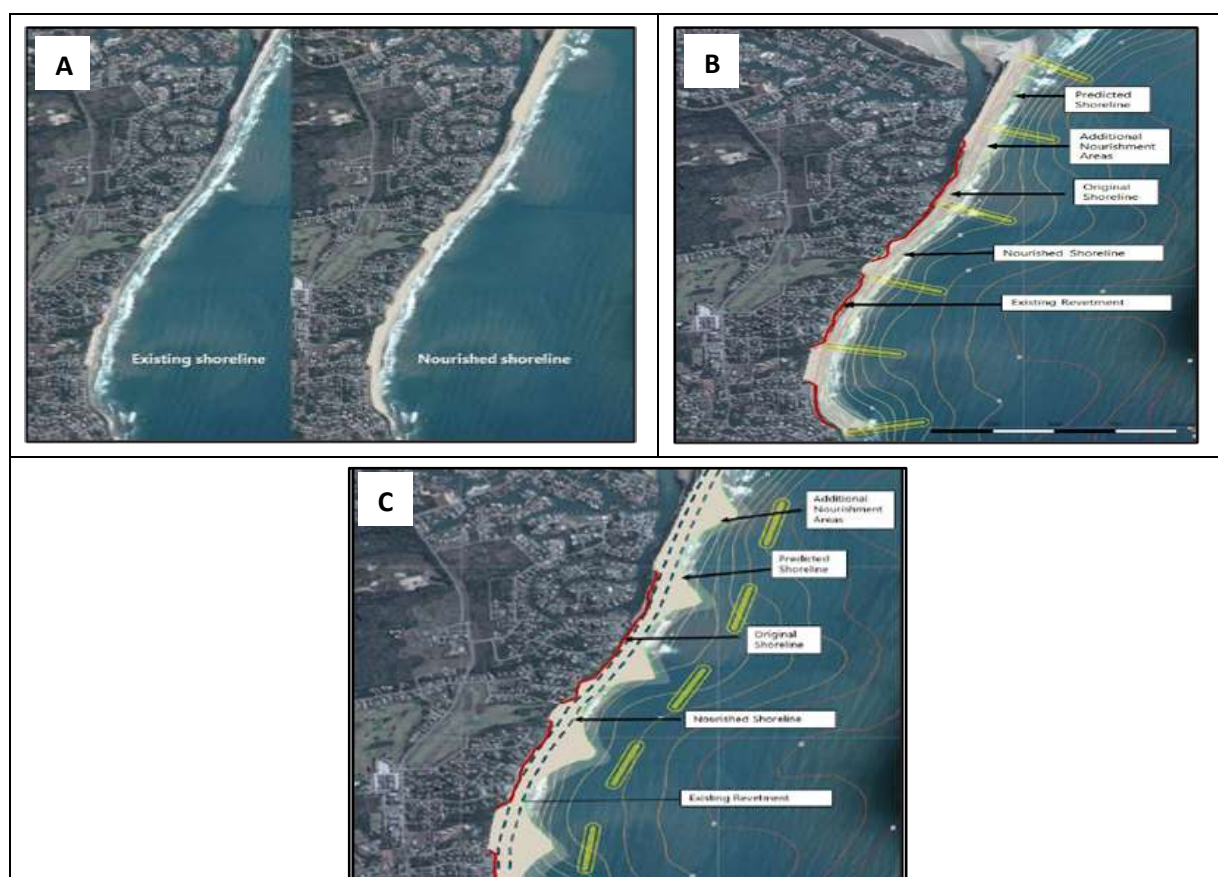 A
Existing shoreline
Nourished shoreline
B
Predicted
Shoreline
Additional
Nourishment
Areas
Original
Shoreline
Nourished Shoreline
Existing Revetment
C
Additional
Nourishment
Areas
Predicted
Shoreline
Original
Shoreline
Nourished Shoreline
Existing Revetment